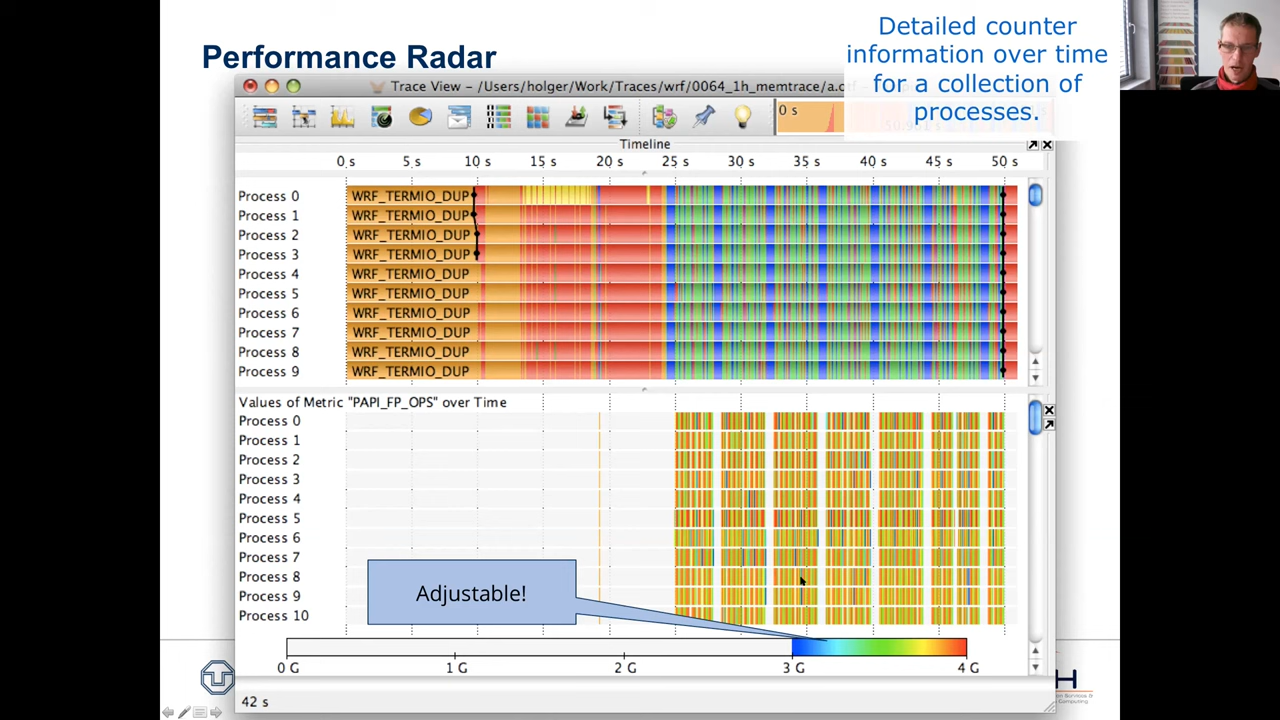 Performance Radar
Detailed counter
information over time
for a collection of
processes.
Trace View - /Users/holger/Work/Traces/wrf/0064_1h_memtrace/a.otf
0 s
Timeline
0 s 5 s 10 s 15 s 20 s 25 s 30 s 35 s 40 s 45 s 50 s
Process 0 WRF_TERMIO_DUP
Process 1 WRF_TERMIO_DUP
Process 2 WRF_TERMIO_DUP
Process 3 WRF_TERMIO_DUP
Process 4 WRF_TERMIO_DUP
Process 5 WRF_TERMIO_DUP
Process 6 WRF_TERMIO_DUP
Process 7 WRF_TERMIO_DUP
Process 8 WRF_TERMIO_DUP
Process 9 WRF_TERMIO_DUP
Values of Metric "PAPI_FP_OPS" over Time
Process 0
Process 1
Process 2
Process 3
Process 4
Process 5
Process 6
Process 7
Process 8
Process 9
Process 10
Adjustable!
0 G 1 G 2 G 3 G 4 G
42 s
H
Computing